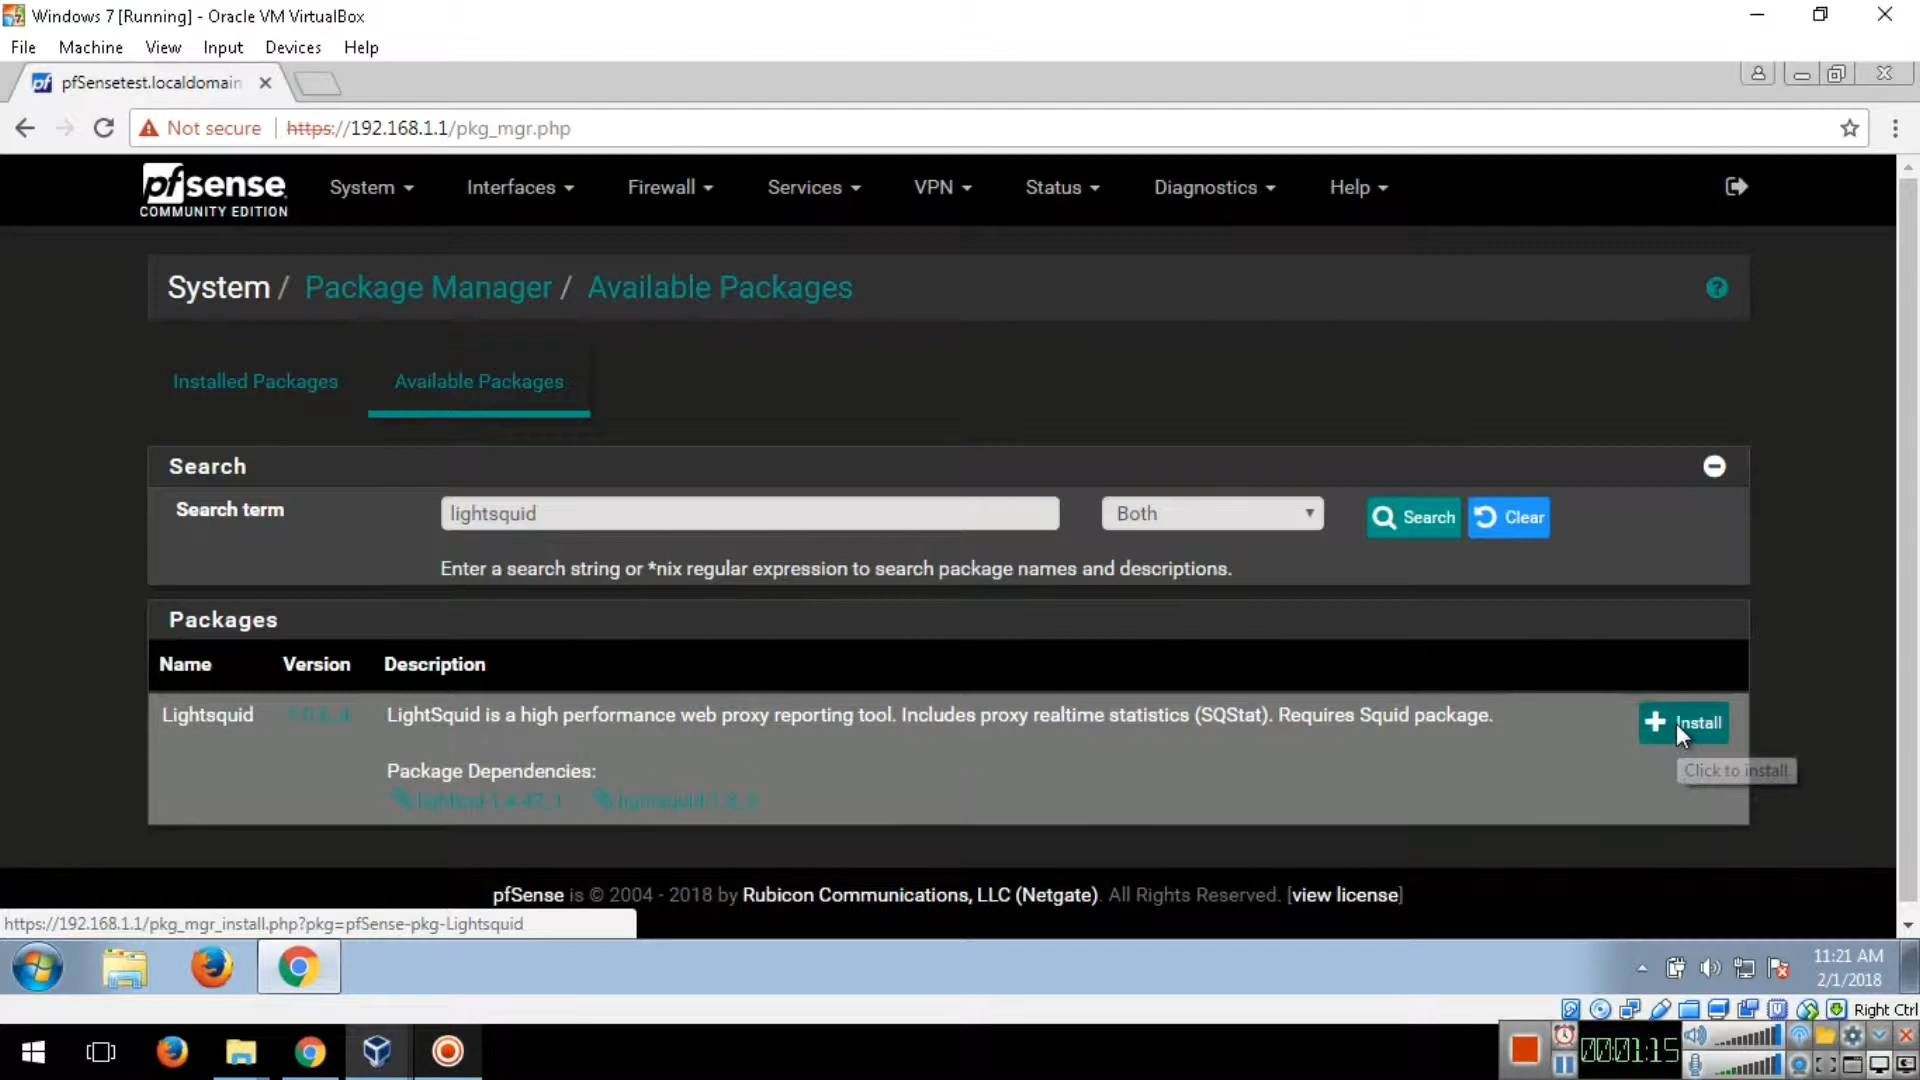 Windows 7 [Running] - Oracle VM VirtualBox
File Machine View Input Devices Help
pfSensetest.localdomain
Not secure https://192.168.1.1/pkg_mgr.php
pfsense
COMMUNITY EDITION
System Interfaces Firewall Services VPN Status Diagnostics Help
System / Package Manager / Available Packages
Installed Packages Available Packages
Search
Search term lightsquid Both Search Clear
Enter a search string or *nix regular expression to search package names and descriptions.
Packages
Name Version Description
Lightsquid LightSquid is a high performance web proxy reporting tool. Includes proxy realtime statistics (SQStat). Requires Squid package. Install
Click to install
Package Dependencies:
pfSense is © 2004 - 2018 by Rubicon Communications, LLC (Netgate). All Rights Reserved. [view license]
https://192.168.1.1/pkg_mgr_install.php?pkg=pfSense-pkg-Lightsquid
11:21 AM
2/1/2018
Right Ctrl
00:01:15